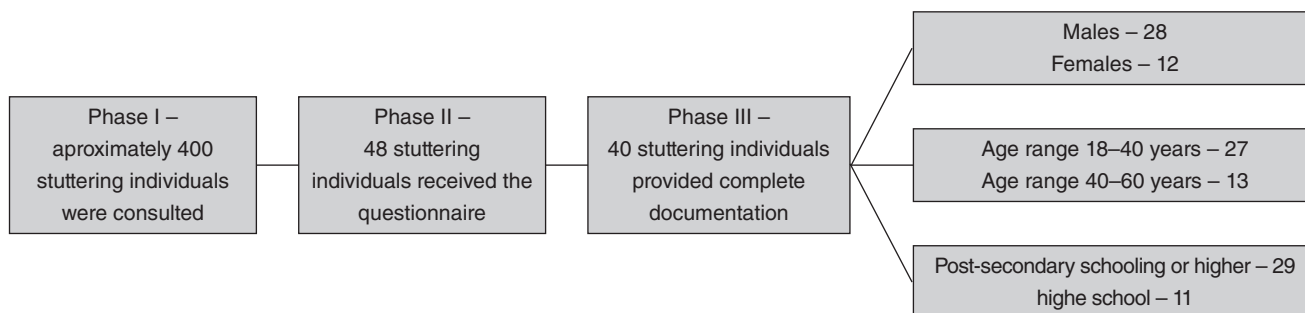 Phase I –
aproximately 400
stuttering individuals
were consulted
Phase II –
48 stuttering
individuals received the
questionnaire
Phase III –
40 stuttering individuals
provided complete
documentation
Males – 28
Females – 12
Age range 18–40 years – 27
Age range 40–60 years – 13
Post-secondary schooling or higher – 29
highe school – 11